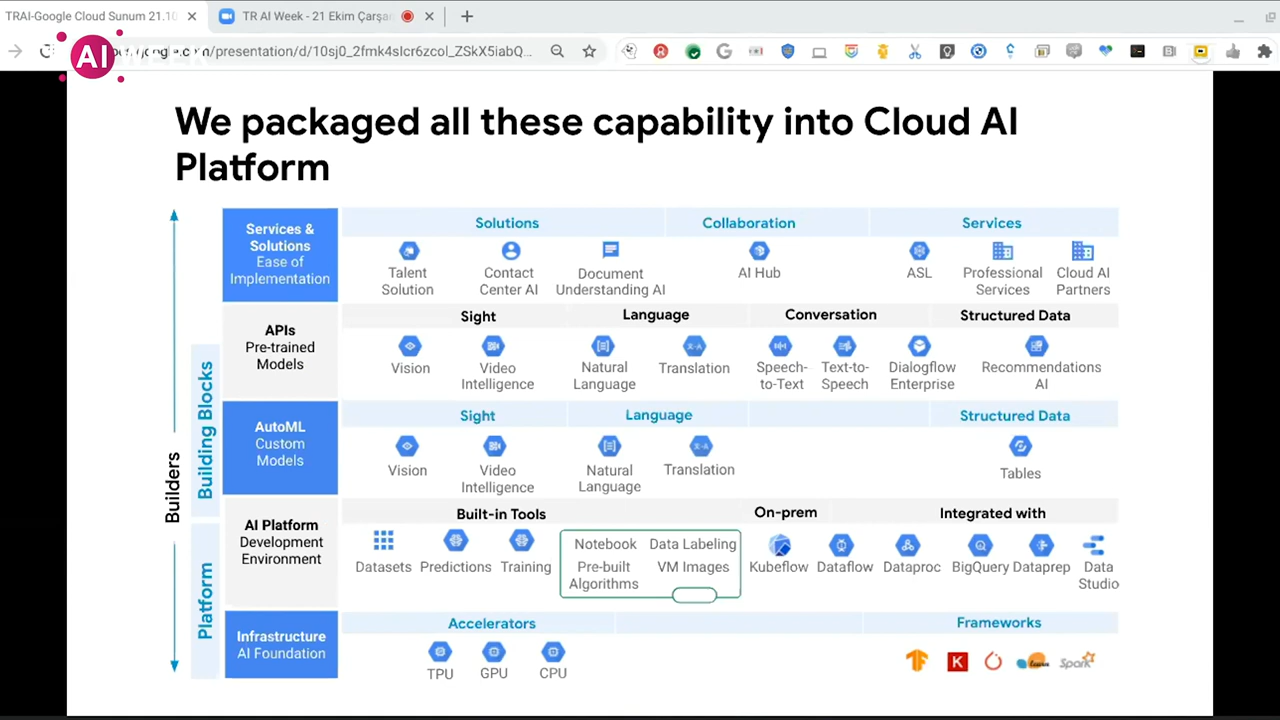 TRAI-Google Cloud Sunum 21.10
TR AI Week - 21 Ekim Çarşa
AI
/presentation/d/10sj0_2fmk4slcr6zcol_ZSkX5iabQ...
We packaged all these capability into Cloud AI
Platform
Builders
Building Blocks
Platform
Services &
Solutions
Ease of
Implementation
Solutions
Collaboration
Services
Talent
Solution
Contact
Center AI
Document
Understanding AI
AI Hub
ASL
Professional
Services
Cloud AI
Partners
APIs
Pre-trained
Models
Sight
Language
Conversation
Structured Data
Vision
Video
Intelligence
Natural
Language
Translation
Speech-
to-Text
Text-to-
Speech
Dialogflow
Enterprise
Recommendations
AI
AutoML
Custom
Models
Sight
Language
Structured Data
Vision
Video
Intelligence
Natural
Language
Translation
Tables
AI Platform
Development
Environment
Built-in Tools
On-prem
Integrated with
Datasets
Predictions
Training
Notebook
Data Labeling
Pre-built
Algorithms
VM Images
Kubeflow
Dataflow
Dataproc
BigQuery
Dataprep
Data
Studio
Infrastructure
AI Foundation
Accelerators
Frameworks
TPU
GPU
CPU
K
learn
Spark